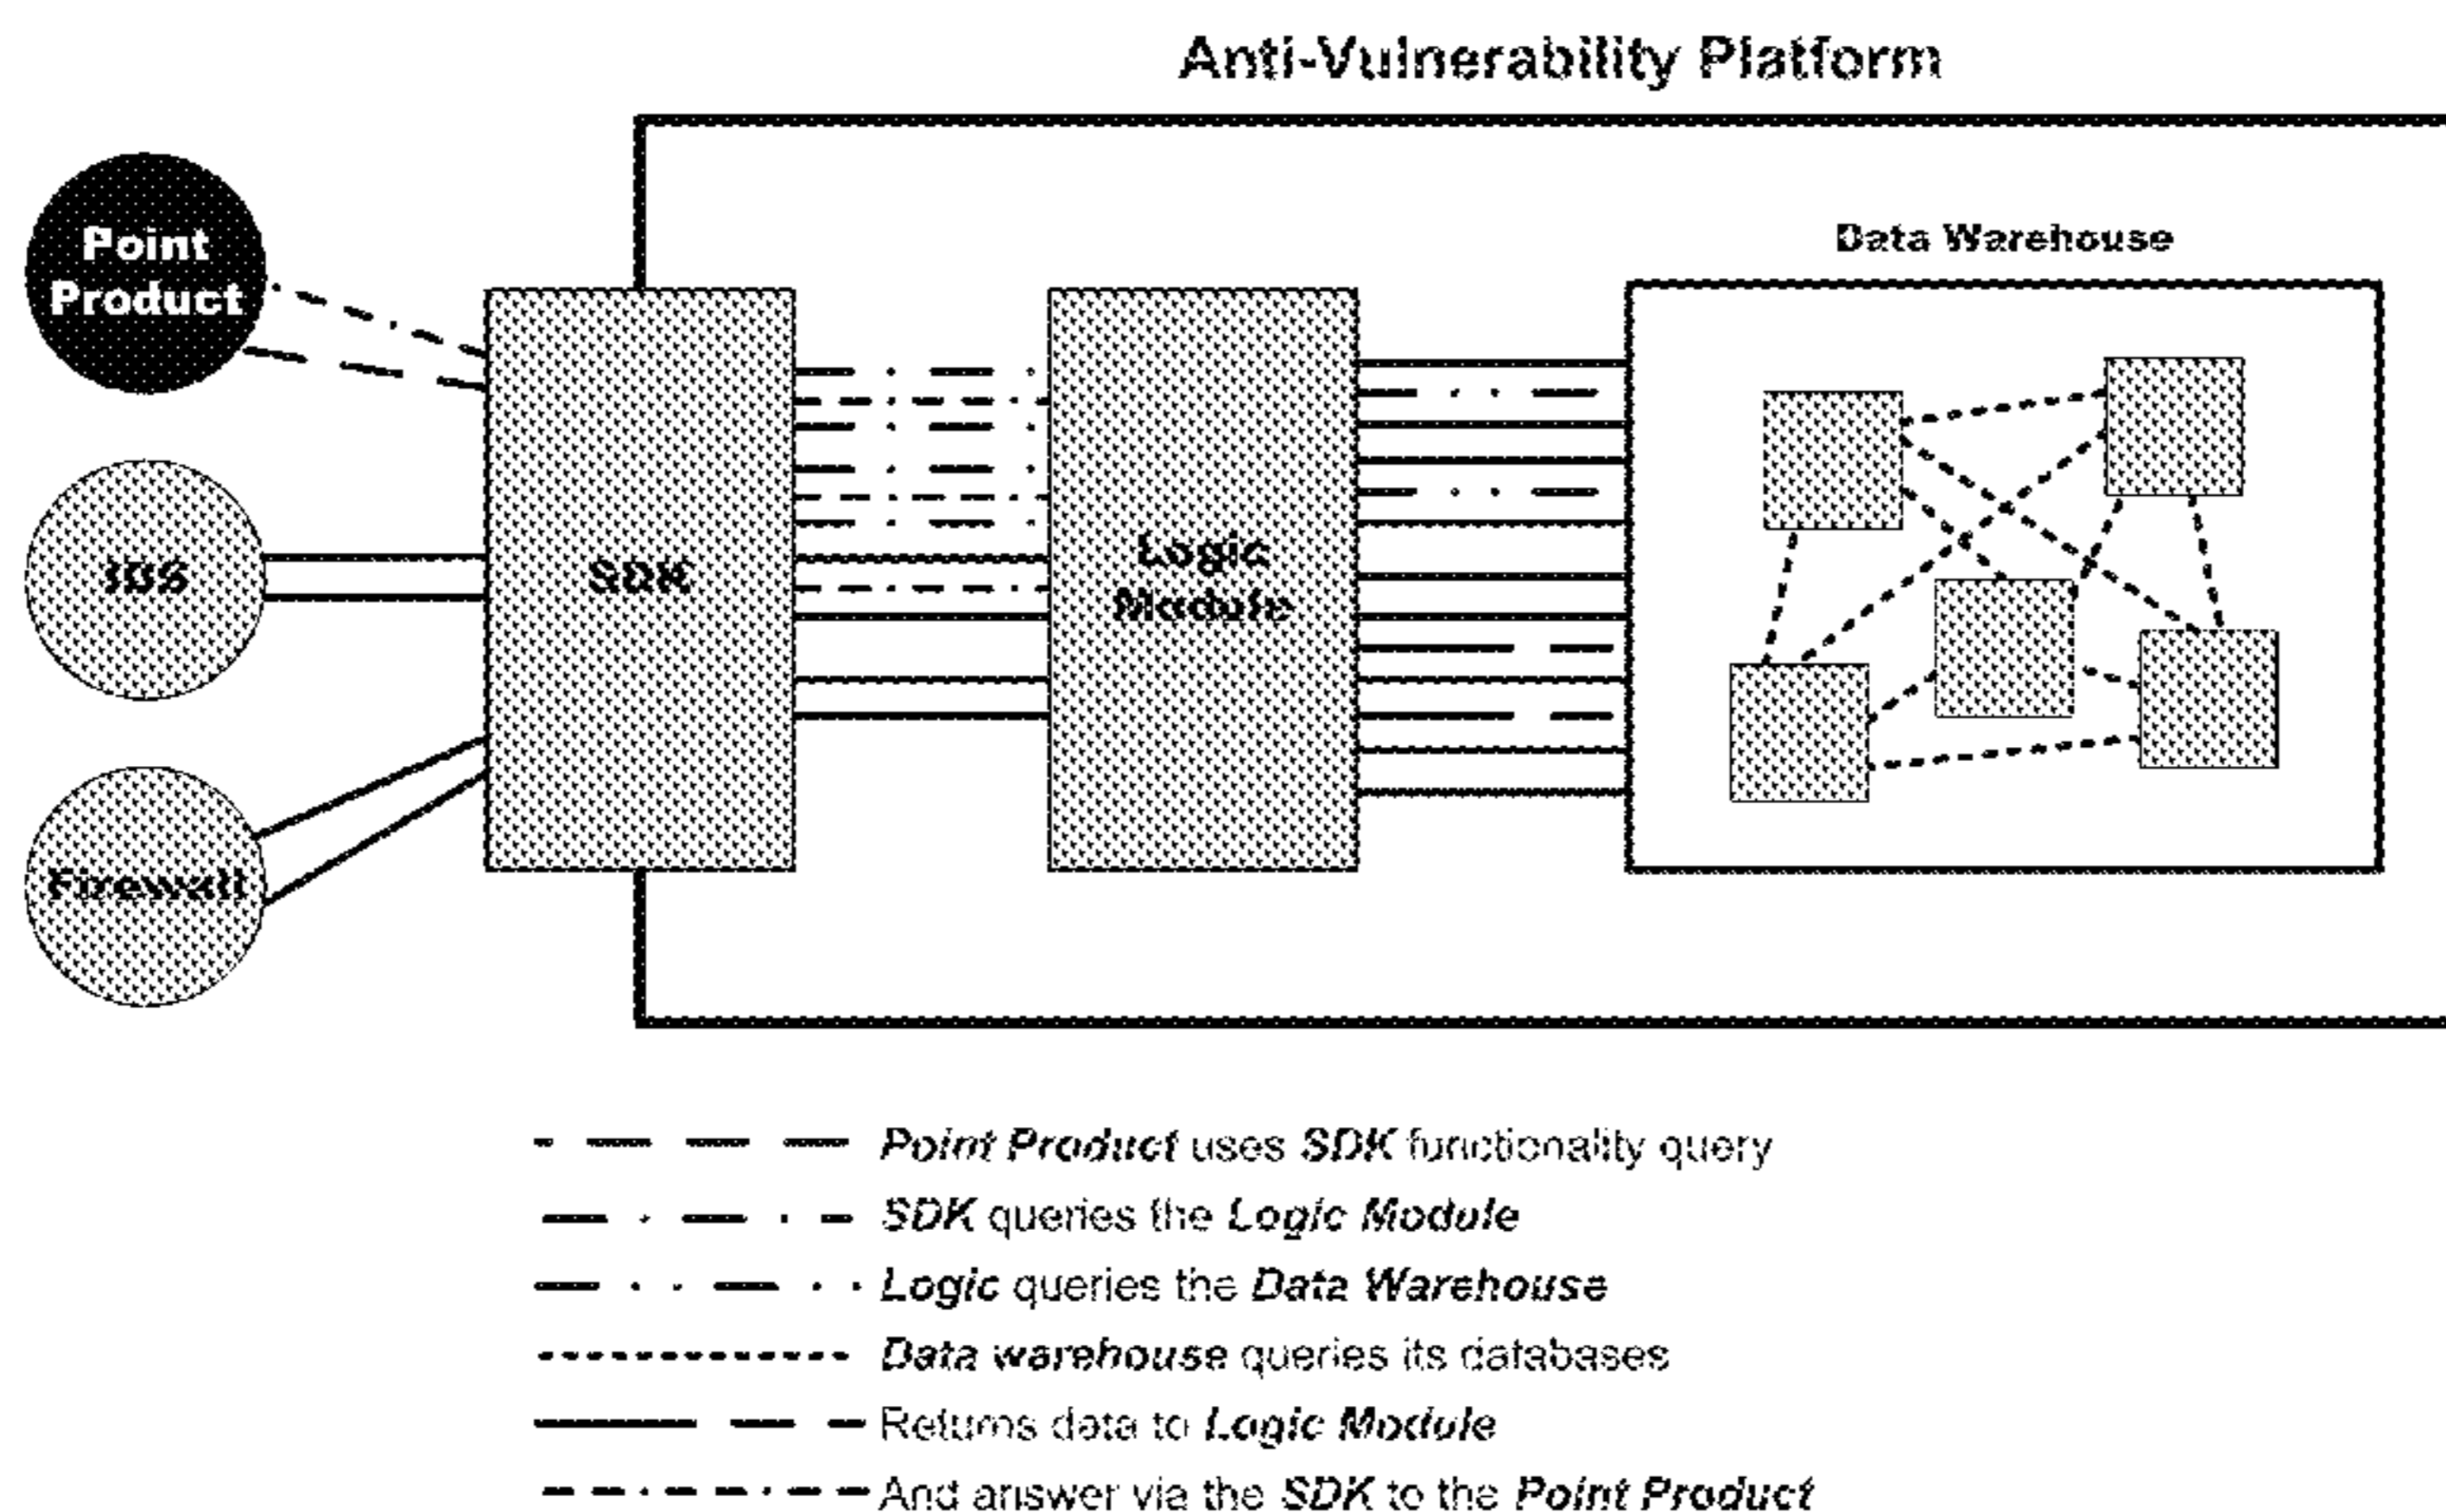 Anti-Vulnerability Platform
Data Warehouse
Point
Product
IDS
SDK
Logic
Module
Firewall
Point Product uses SDK functionality query
SDK queries the Logic Module
Logic queries the Data Warehouse
Data warehouse queries its databases
Returns data to Logic Module
And answer via the SDK to the Point Product